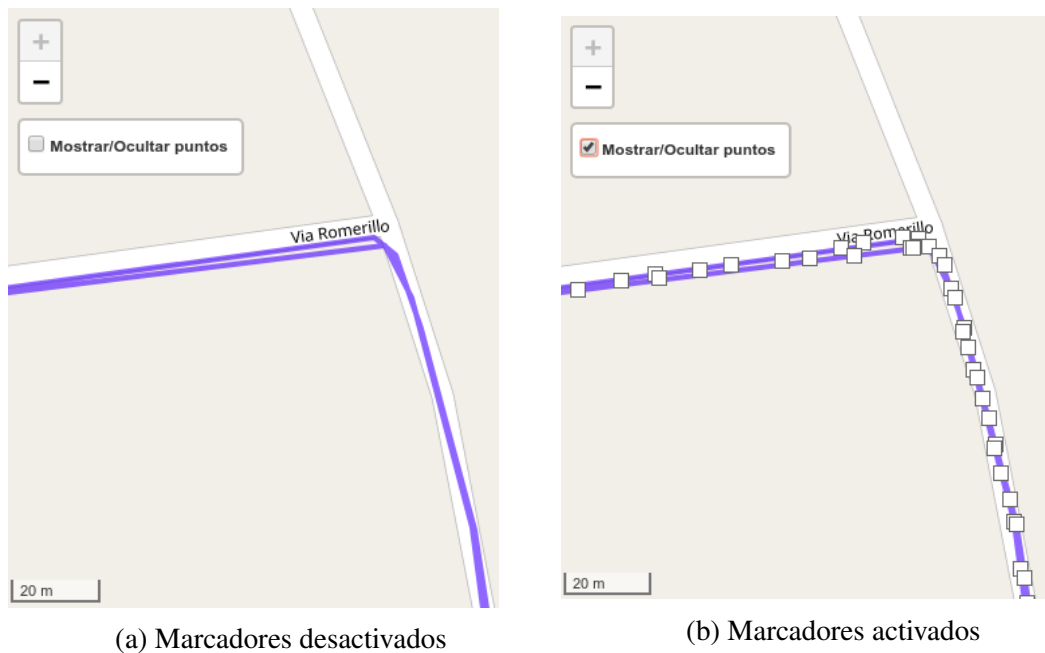 +
−
Mostrar/Ocultar puntos
Via Romerillo
20 m
(a) Marcadores desactivados
+
−
Mostrar/Ocultar puntos
Via Romerillo
20 m
(b) Marcadores activados